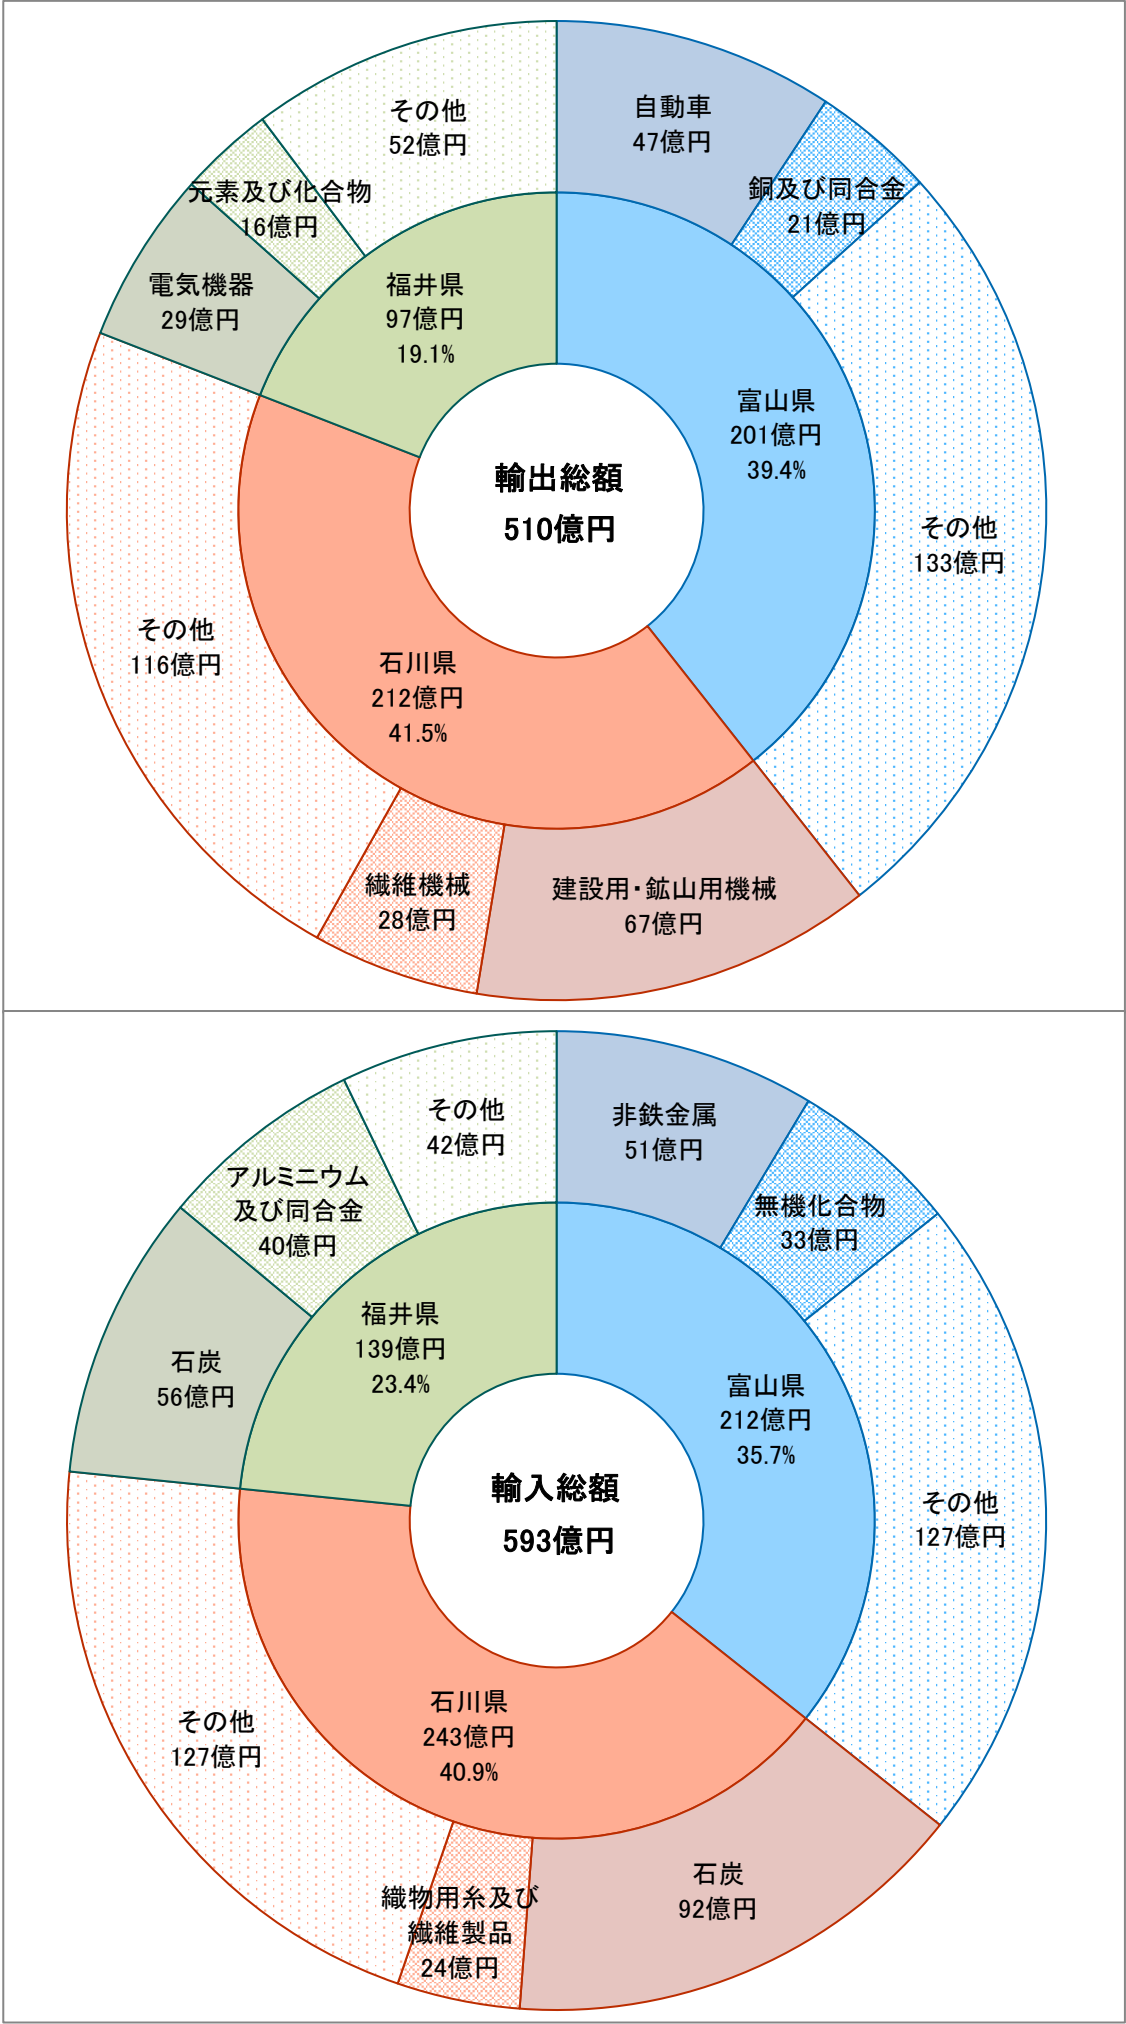 輸出総額
510億円
富山県
201億円
39.4%
自動車
47億円
銅及び同合金
21億円
その他
133億円
石川県
212億円
41.5%
建設用・鉱山用機械
67億円
繊維機械
28億円
その他
116億円
福井県
97億円
19.1%
電気機器
29億円
元素及び化合物
16億円
その他
52億円
輸入総額
593億円
富山県
212億円
35.7%
非鉄金属
51億円
無機化合物
33億円
その他
127億円
石川県
243億円
40.9%
石炭
92億円
織物用糸及び
繊維製品
24億円
その他
127億円
福井県
139億円
23.4%
石炭
56億円
アルミニウム
及び同合金
40億円
その他
42億円